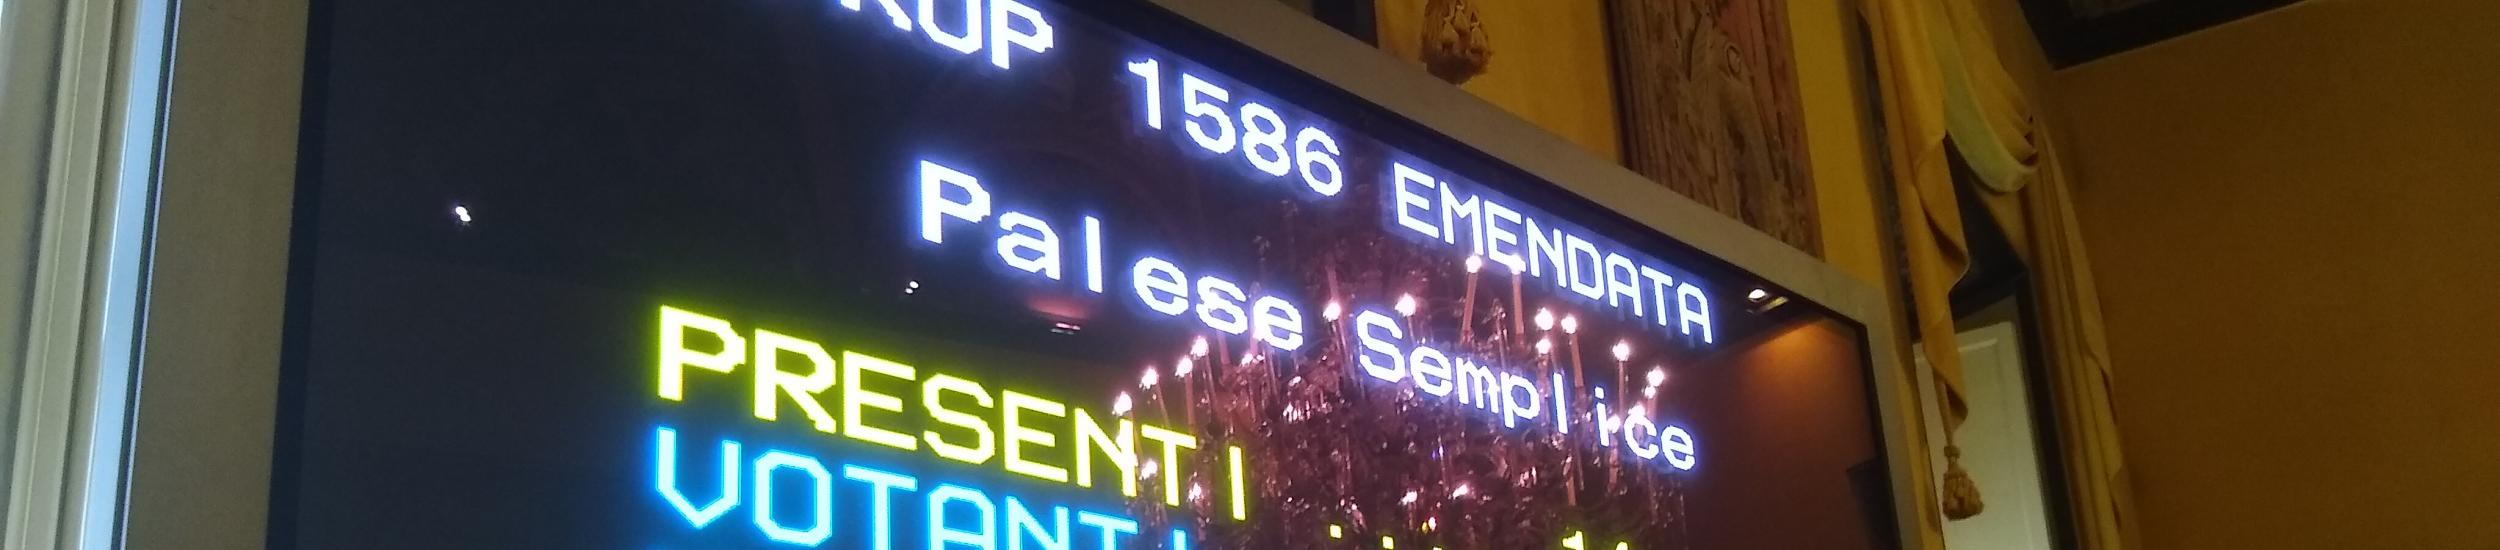 1586 EMENDATA
Palese Semplice
PRESENTI
VOTANTI